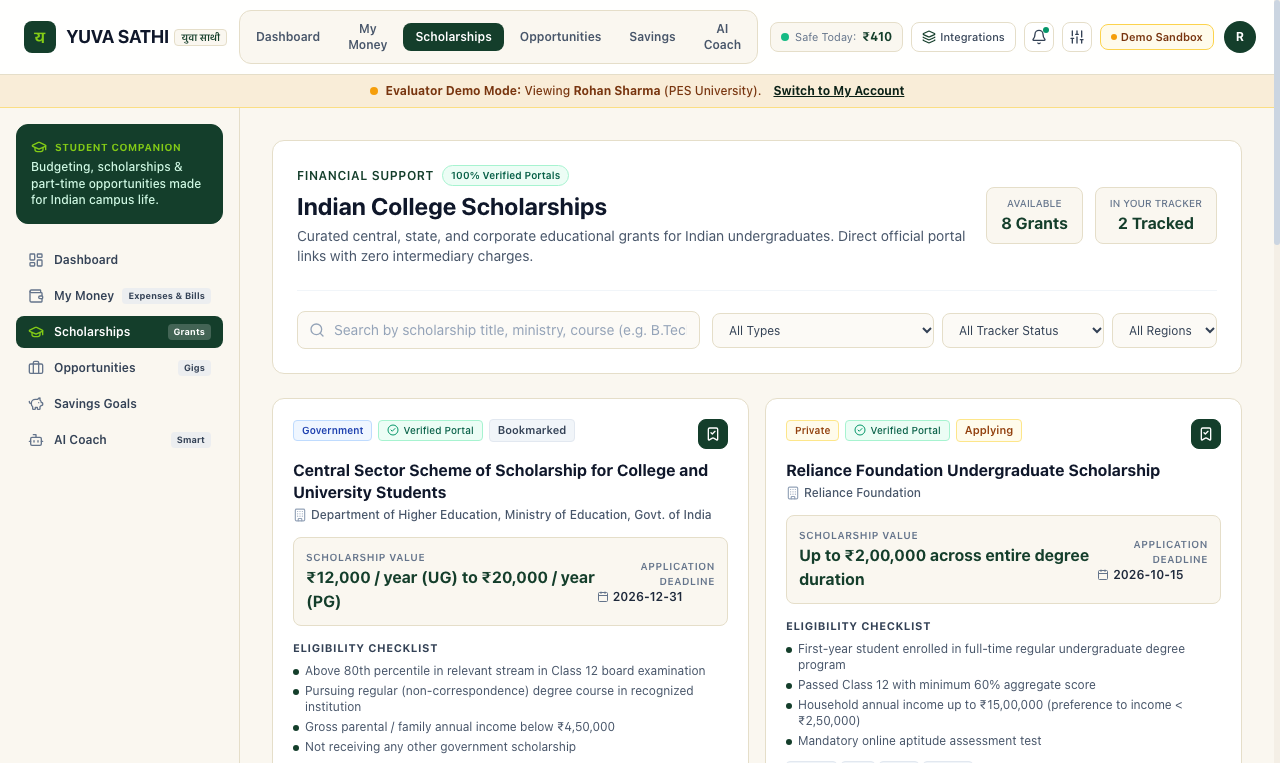 य YUVA SATHI युवा साथी
Dashboard
My Money
Scholarships
Opportunities
Savings
AI Coach
Safe Today: ₹410
Integrations
Demo Sandbox
R
Evaluator Demo Mode: Viewing Rohan Sharma (PES University). Switch to My Account
STUDENT COMPANION
Budgeting, scholarships &
part-time opportunities made
for Indian campus life.
Dashboard
My Money Expenses & Bills
Scholarships Grants
Opportunities Gigs
Savings Goals
AI Coach Smart
FINANCIAL SUPPORT 100% Verified Portals
Indian College Scholarships
Curated central, state, and corporate educational grants for Indian undergraduates. Direct official portal
links with zero intermediary charges.
AVAILABLE
8 Grants
IN YOUR TRACKER
2 Tracked
Search by scholarship title, ministry, course (e.g. B.Tec
All Types
All Tracker Status
All Regions
Government Verified Portal Bookmarked
Central Sector Scheme of Scholarship for College and
University Students
Department of Higher Education, Ministry of Education, Govt. of India
SCHOLARSHIP VALUE
₹12,000 / year (UG) to ₹20,000 / year
(PG)
APPLICATION
DEADLINE
2026-12-31
ELIGIBILITY CHECKLIST
Above 80th percentile in relevant stream in Class 12 board examination
Pursuing regular (non-correspondence) degree course in recognized
institution
Gross parental / family annual income below ₹4,50,000
Not receiving any other government scholarship
Private Verified Portal Applying
Reliance Foundation Undergraduate Scholarship
Reliance Foundation
SCHOLARSHIP VALUE
Up to ₹2,00,000 across entire degree
duration
APPLICATION
DEADLINE
2026-10-15
ELIGIBILITY CHECKLIST
First-year student enrolled in full-time regular undergraduate degree
program
Passed Class 12 with minimum 60% aggregate score
Household annual income up to ₹15,00,000 (preference to income <
₹2,50,000)
Mandatory online aptitude assessment test